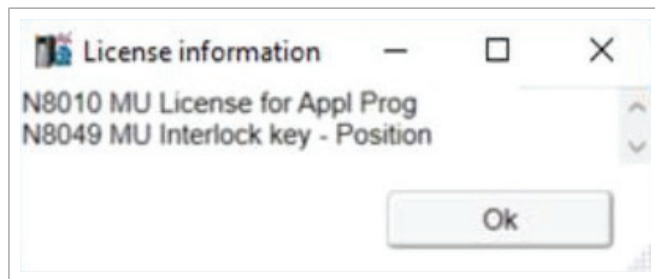 License information
N8010 MU License for Appl Prog
N8049 MU Interlock key - Position
Ok